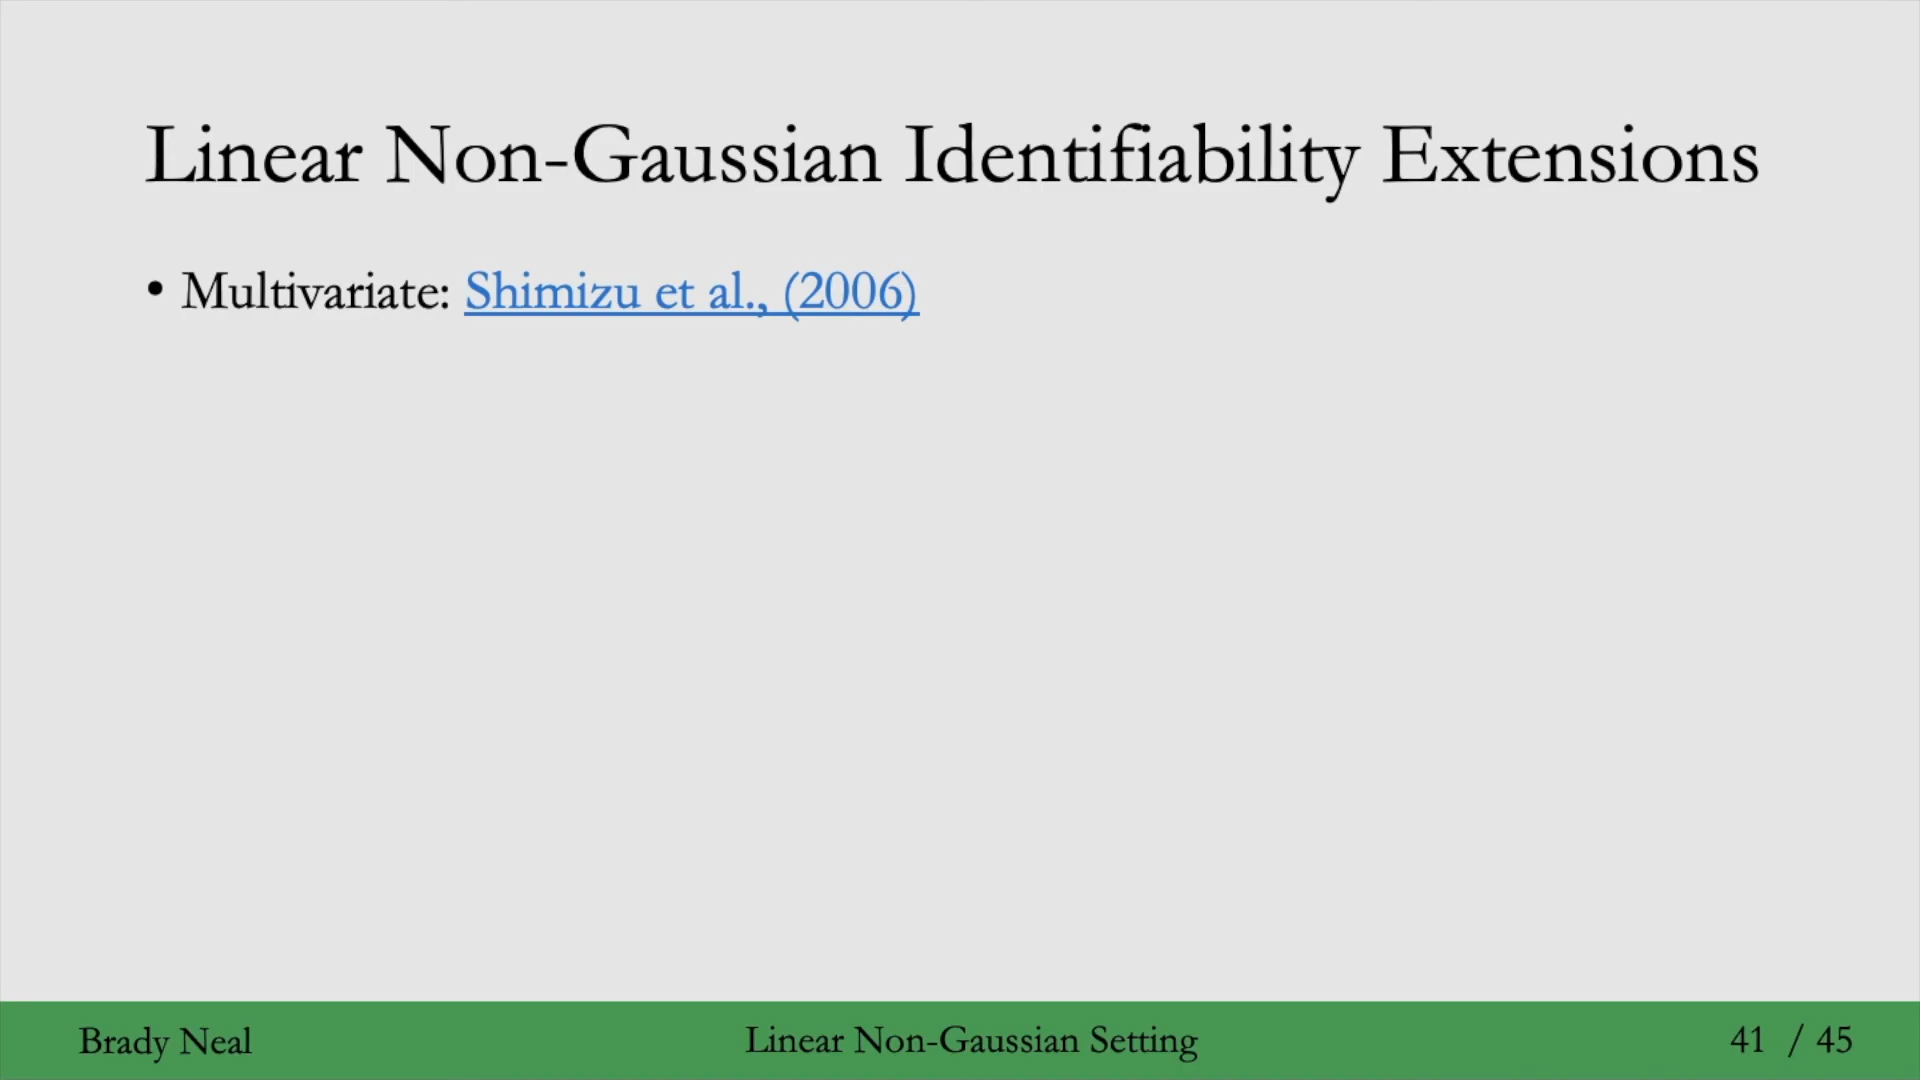 Linear Non-Gaussian Identifiability Extensions
• Multivariate: Shimizu et al., (2006)
Brady Neal
Linear Non-Gaussian Setting
41 / 45